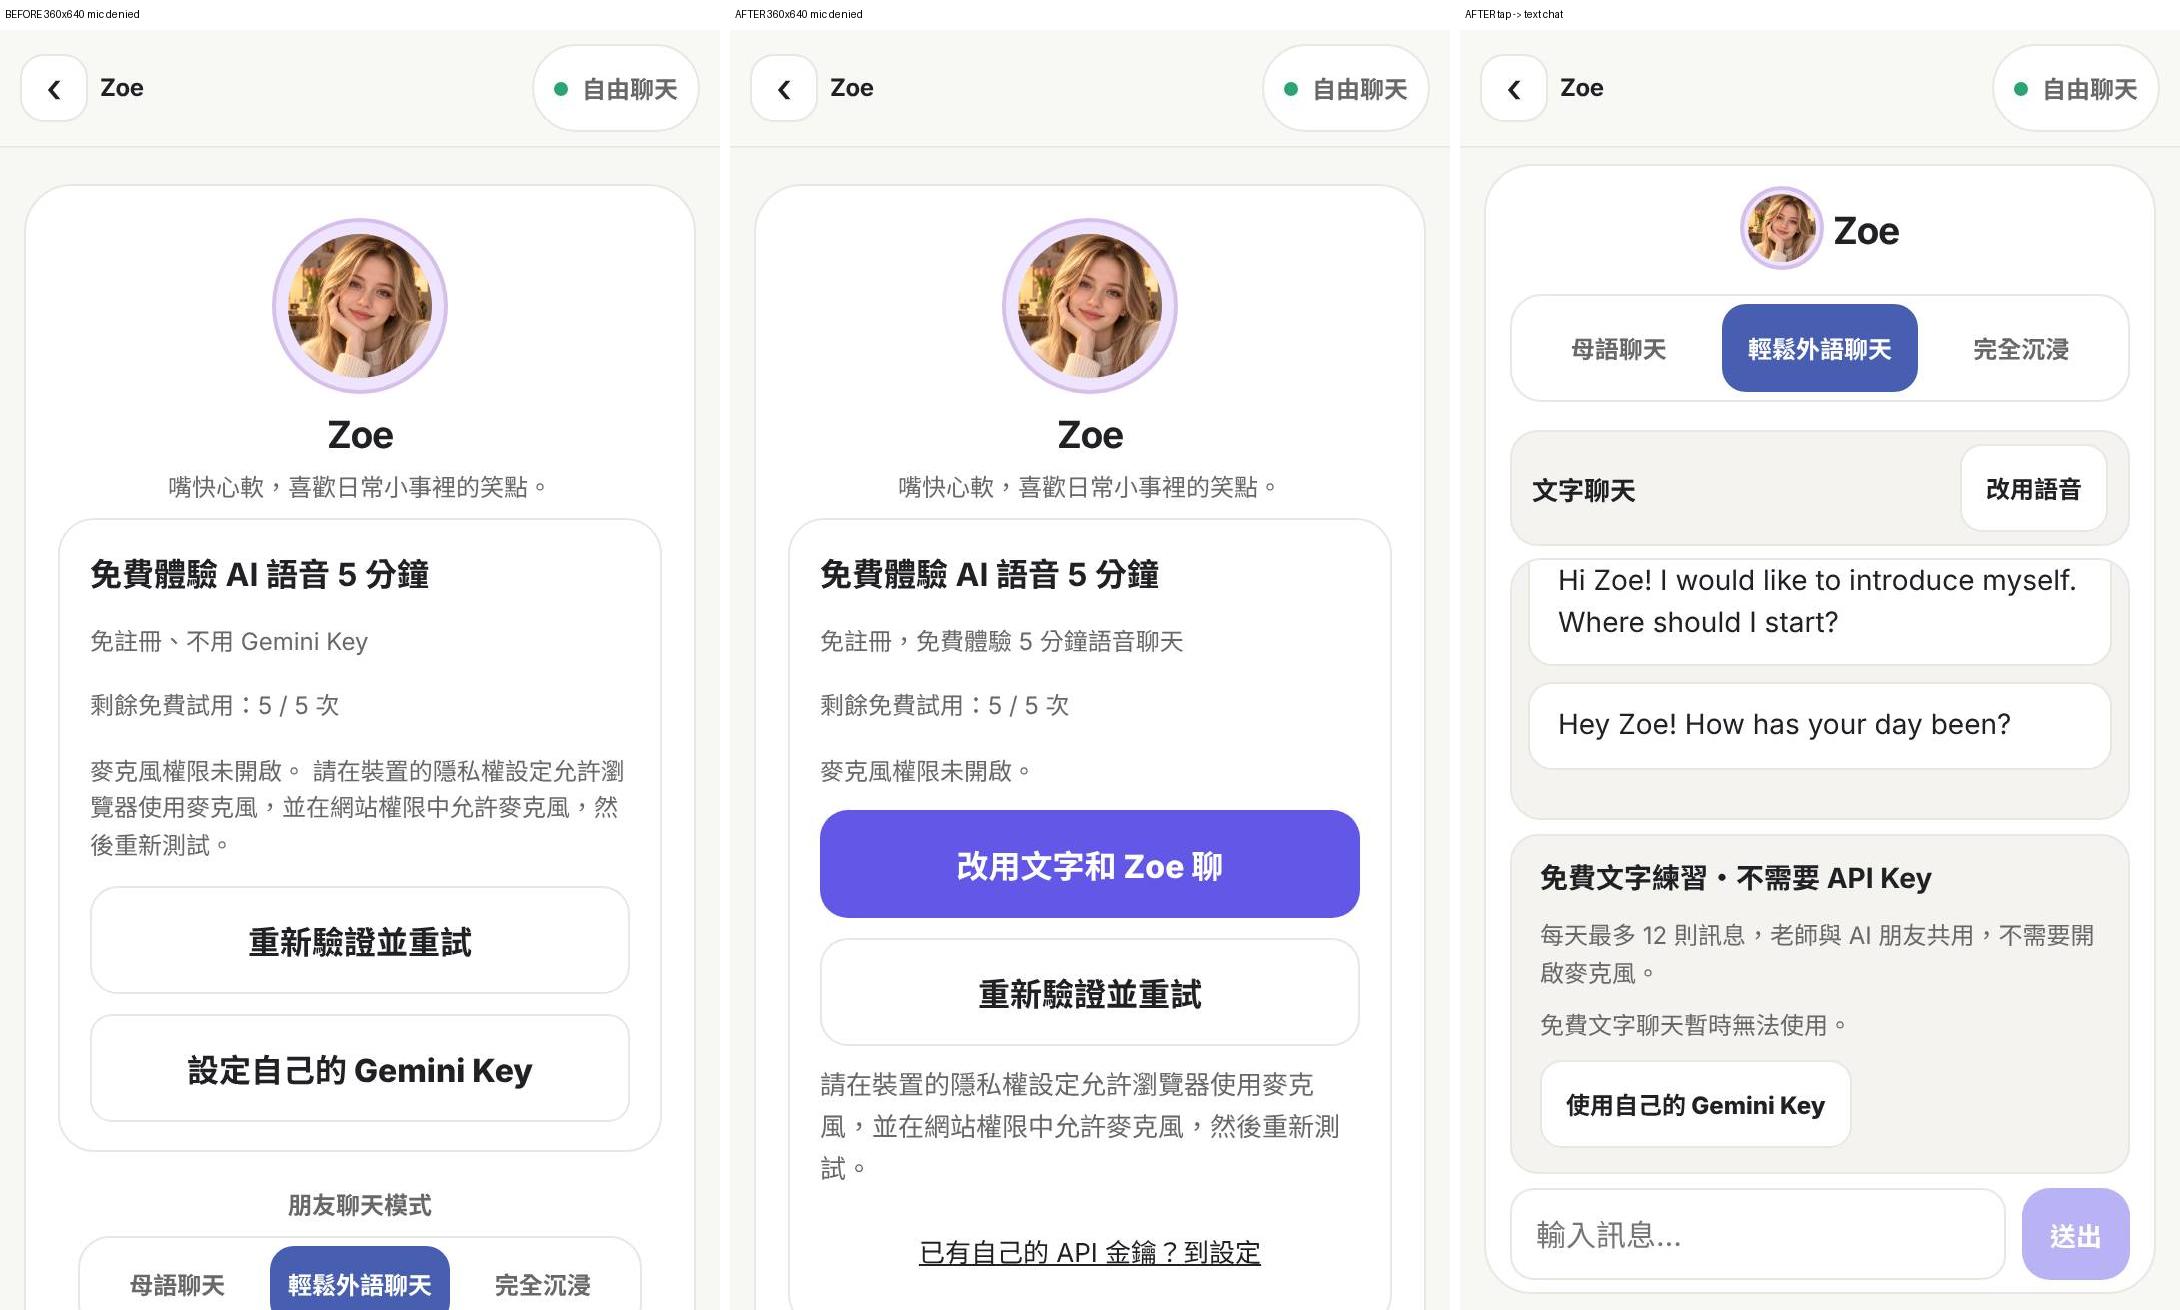 BEFORE 360x640 mic denied
‹ Zoe
自由聊天
Zoe
嘴快心軟，喜歡日常小事裡的笑點。
免費體驗 AI 語音 5 分鐘
免註冊、不用 Gemini Key
剩餘免費試用：5 / 5 次
麥克風權限未開啟。 請在裝置的隱私權設定允許瀏
覽器使用麥克風，並在網站權限中允許麥克風，然
後重新測試。
重新驗證並重試
設定自己的 Gemini Key
朋友聊天模式
母語聊天
輕鬆外語聊天
完全沉浸
AFTER 360x640 mic denied
‹ Zoe
自由聊天
Zoe
嘴快心軟，喜歡日常小事裡的笑點。
免費體驗 AI 語音 5 分鐘
免註冊，免費體驗 5 分鐘語音聊天
剩餘免費試用：5 / 5 次
麥克風權限未開啟。
改用文字和 Zoe 聊
重新驗證並重試
請在裝置的隱私權設定允許瀏覽器使用麥克
風，並在網站權限中允許麥克風，然後重新測
試。
已有自己的 API 金鑰？到設定
AFTER tap -> text chat
‹ Zoe
自由聊天
Zoe
母語聊天
輕鬆外語聊天
完全沉浸
文字聊天
改用語音
Hi Zoe! I would like to introduce myself.
Where should I start?
Hey Zoe! How has your day been?
免費文字練習・不需要 API Key
每天最多 12 則訊息，老師與 AI 朋友共用，不需要開
啟麥克風。
免費文字聊天暫時無法使用。
使用自己的 Gemini Key
輸入訊息...
送出